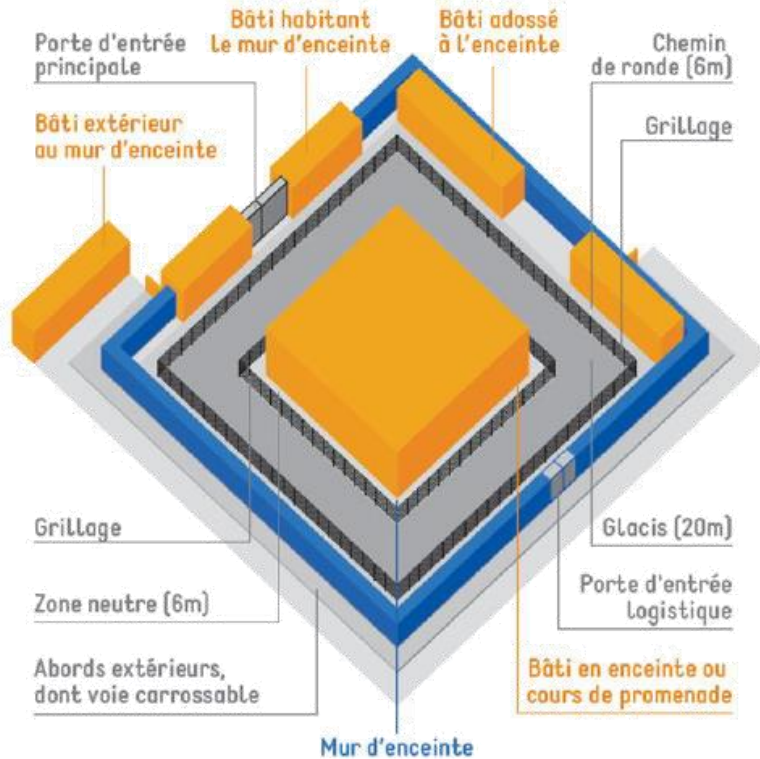 Bâti habitant
le mur d'enceinte
Bâti adossé
à l'enceinte
Porte d'entrée
principale
Chemin
de ronde (6m)
Bâti extérieur
au mur d'enceinte
Grillage
Grillage
Glacis (20m)
Zone neutre (6m)
Porte d'entrée
logistique
Abords extérieurs,
dont voie carrossable
Bâti en enceinte ou
cours de promenade
Mur d'enceinte